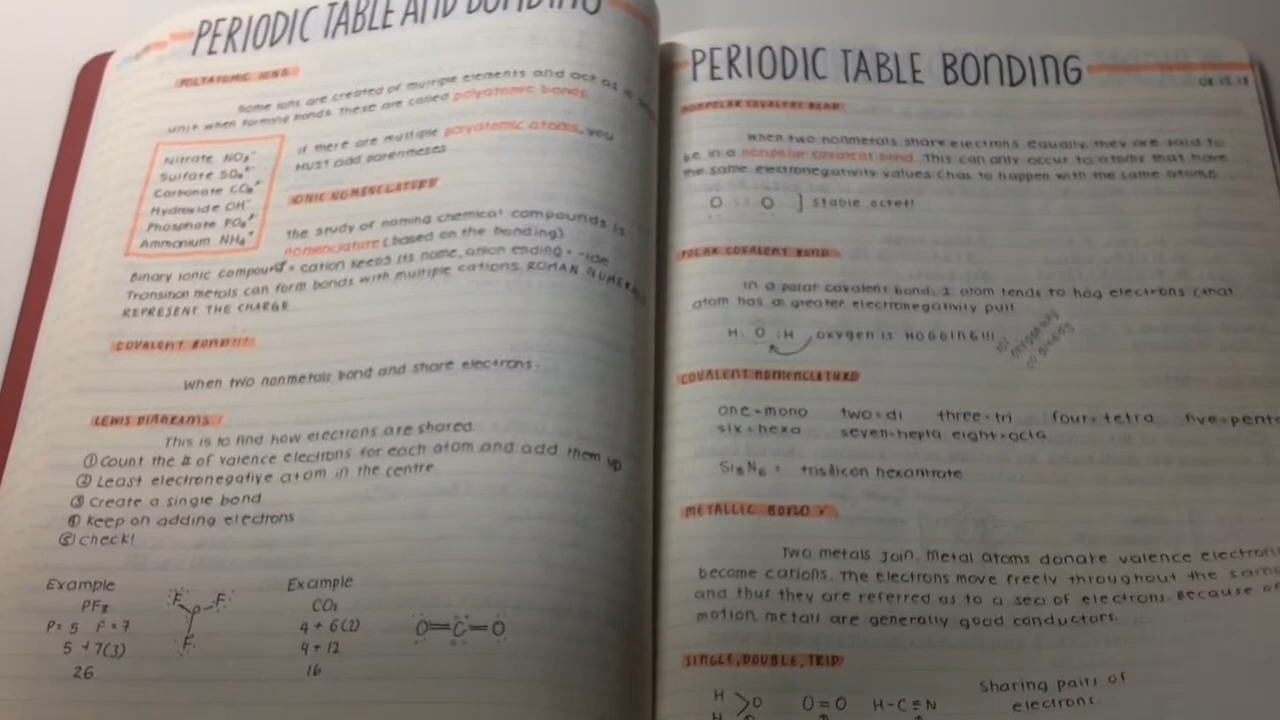 PERIODIC TABLE AND BONDING
POLYATOMIC IONS
Some ions are created of multiple elements and act as a
unit when forming bonds. These are called polyatomic bonds.
Nitrate NO₃⁻
Sulfate SO₄
Carbonate CO₃
Hydroxide OH⁻
Phosphate PO₄
Ammonium NH₄⁺
if there are multiple polyatomic atoms, you
MUST add parentheses
IONIC NOMENCLATURE
The study of naming chemical compounds is
nomenclature (based on the bonding)
Binary ionic compound = cation keeps its name, anion ending = -ide
Transition metals can form bonds with multiple cations. ROMAN NUMERALS
REPRESENT THE CHARGE
COVALENT BOND!!!
When two nonmetals bond and share electrons.
LEWIS DIAGRAMS!
This is to find how electrons are shared.
① Count the # of valence electrons for each atom and add them up
② Least electronegative atom in the centre
③ Create a single bond
④ Keep on adding electrons
⑤ check!
Example
PF₃
P= 5 F = 7
5 + 7(3)
26
F P F
F
Example
CO₂
4 + 6(2)
4 + 12
16
O=C=O
PERIODIC TABLE BONDING
NONPOLAR COVALENT BOND
When two nonmetals share electrons equally, they are said to
be in a nonpolar covalent bond. This can only occur to atoms that have
the same electronegativity values (has to happen with the same atom)
O :: O ] stable octet!
POLAR COVALENT BOND
In a polar covalent bond, 1 atom tends to hog electrons (that
atom has a greater electronegativity pull
H. O :H oxygen is HOGGING!!!
COVALENT NOMENCLATURE
one=mono two=di three=tri four=tetra five=penta
six=hexa seven=hepta eight=octa
Si₃N₆ = trisilicon hexanitrate
METALLIC BOND
Two metals join. Metal atoms donate valence electrons
become cations. The electrons move freely throughout the same
and thus they are referred as to a sea of electrons. Because of
motion, metals are generally good conductors.
SINGLE, DOUBLE, TRIP
H
H >O O=O H-C≡N
Sharing pairs of
electrons.